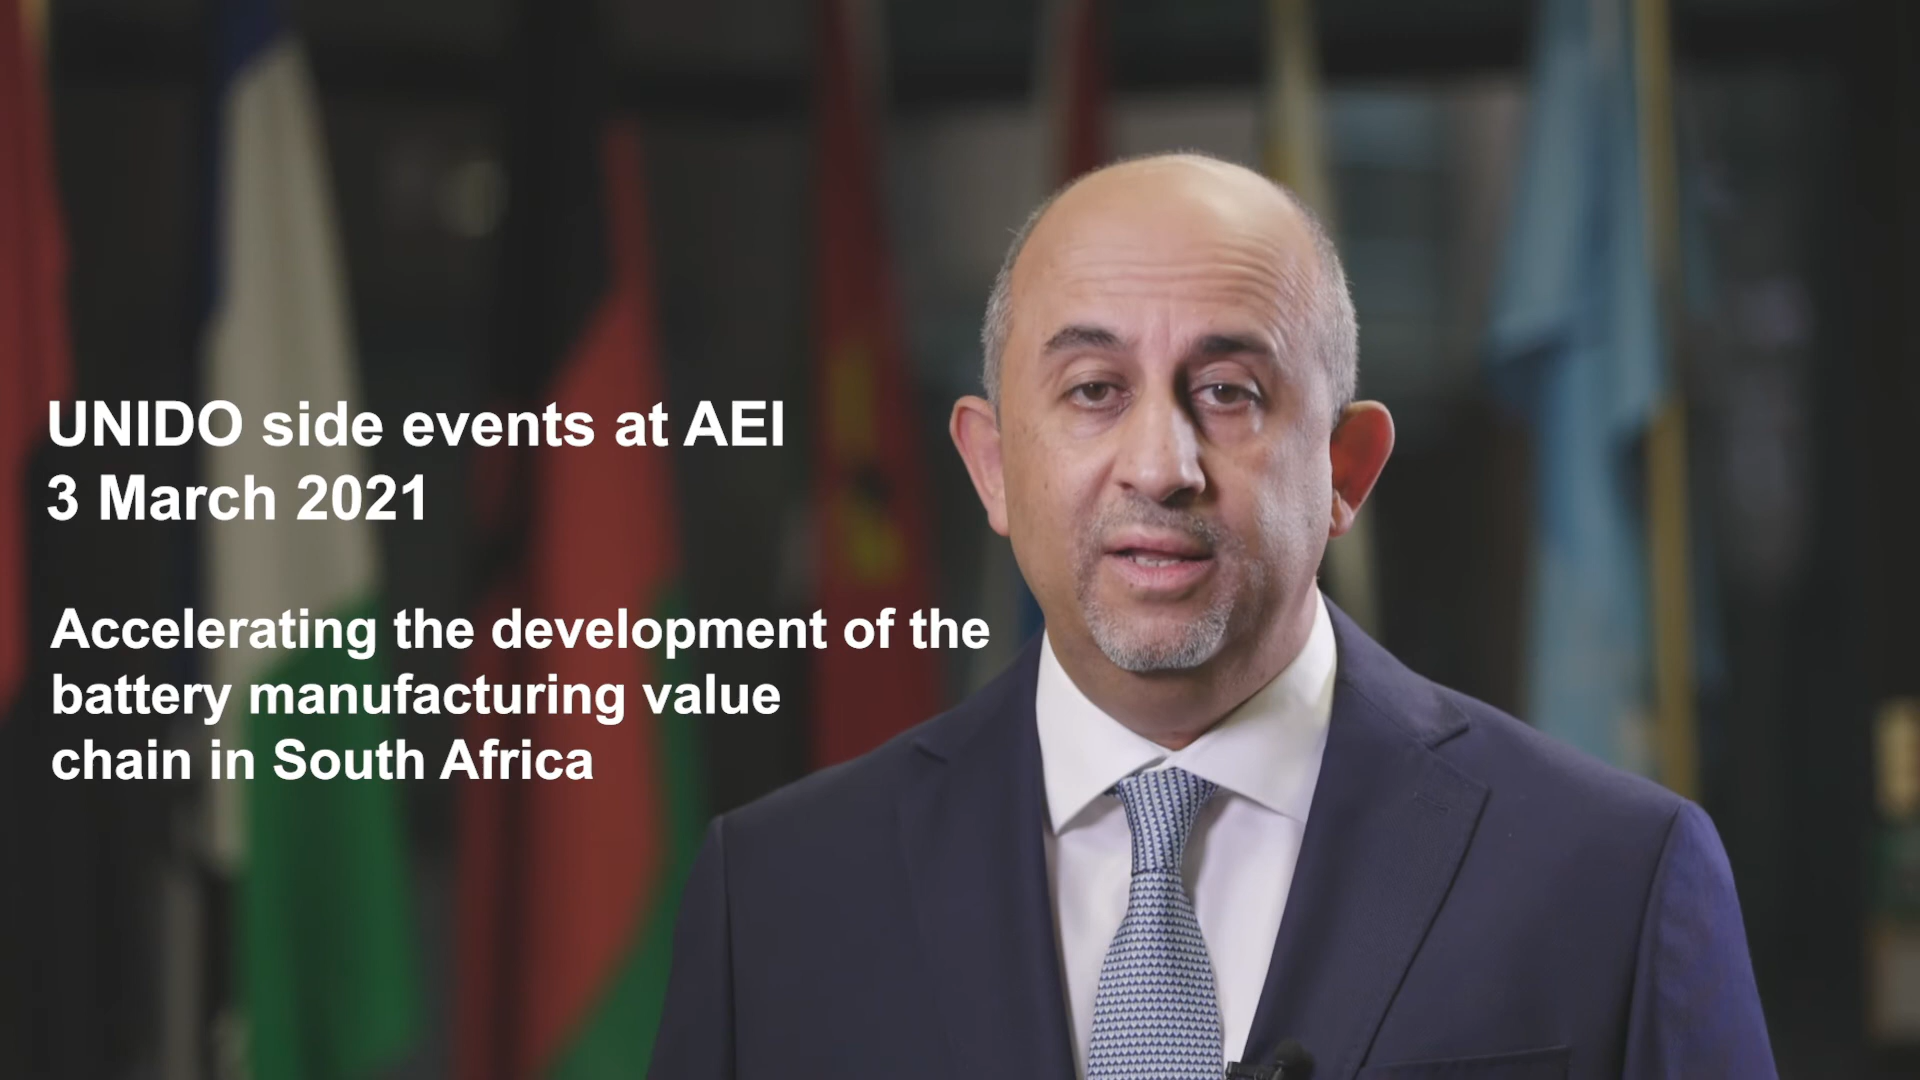 UNIDO side events at AEI
3 March 2021
Accelerating the development of the
battery manufacturing value
chain in South Africa